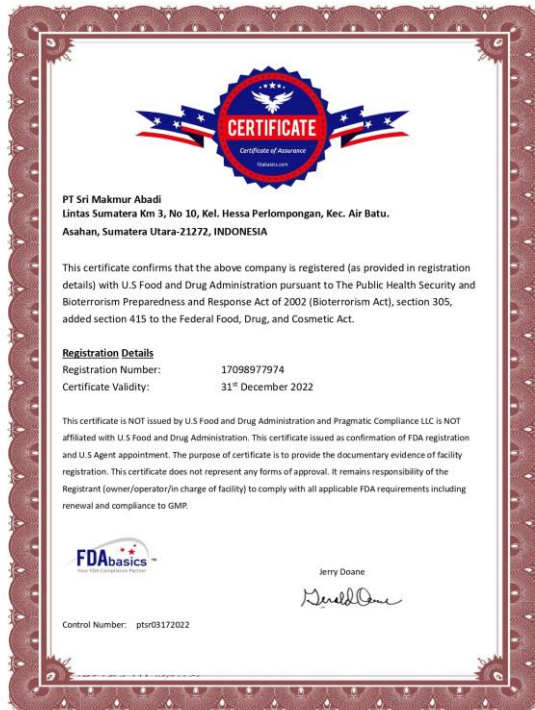 CERTIFICATE
Certificate of Assurance
fdabasics.com
PT Sri Makmur Abadi
Lintas Sumatera Km 3, No 10, Kel. Hessa Perlompongan, Kec. Air Batu.
Asahan, Sumatera Utara-21272, INDONESIA
This certificate confirms that the above company is registered (as provided in registration
details) with U.S Food and Drug Administration pursuant to The Public Health Security and
Bioterrorism Preparedness and Response Act of 2002 (Bioterrorism Act), section 305,
added section 415 to the Federal Food, Drug, and Cosmetic Act.
Registration Details
Registration Number: 17098977974
Certificate Validity: 31st December 2022
This certificate is NOT issued by U.S Food and Drug Administration and Pragmatic Compliance LLC is NOT
affiliated with U.S Food and Drug Administration. This certificate issued as confirmation of FDA registration
and U.S Agent appointment. The purpose of certificate is to provide the documentary evidence of facility
registration. This certificate does not represent any forms of approval. It remains responsibility of the
Registrant (owner/operator/in charge of facility) to comply with all applicable FDA requirements including
renewal and compliance to GMP.
FDAbasics ™
Your FDA Compliance Partner
Jerry Doane
Gerald Doane
Control Number: ptsr03172022